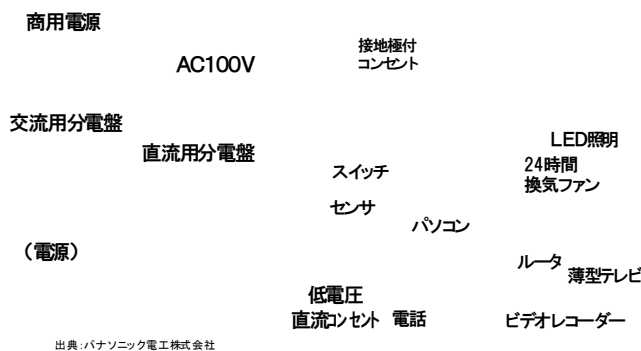 商用電源
接地極付
コンセント
AC100V
交流用分電盤
直流用分電盤
LED照明
24時間
換気ファン
スイッチ
センサ
パソコン
（電源）
ルータ
薄型テレビ
低電圧
直流コンセント
電話
ビデオレコーダー
出典：パナソニック電工株式会社